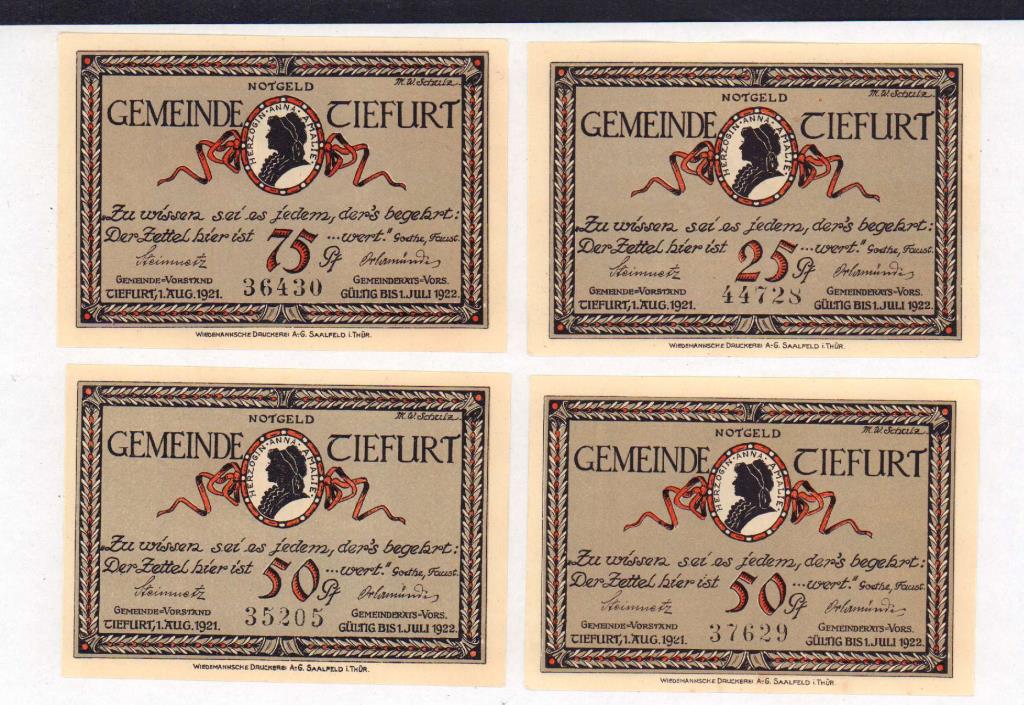 NOTGELD
M.W. Schulz
GEMEINDE TIEFURT
HERZOGIN·ANNA·AMALIE
„Zu wissen sei es jedem, der's begehrt:
Der Zettel hier ist 75 Pf ...wert." Goethe, Faust.
Steinmetz Orlamündi
GEMEINDE=VORSTAND 36430 GEMEINDERATS-VORS.
TIEFURT, 1. AUG. 1921. GÜLTIG BIS 1. JULI 1922.
WIEDEMANNSCHE DRUCKEREI A.-G. SAALFELD i. THÜR.
NOTGELD
M.W. Schulz
GEMEINDE TIEFURT
HERZOGIN·ANNA·AMALIE
„Zu wissen sei es jedem, der's begehrt:
Der Zettel hier ist 25 Pf ...wert." Goethe, Faust.
Steinmetz Orlamündi
GEMEINDE=VORSTAND 44728 GEMEINDERATS-VORS.
TIEFURT, 1. AUG. 1921. GÜLTIG BIS 1. JULI 1922.
WIEDEMANNSCHE DRUCKEREI A.-G. SAALFELD i. THÜR.
NOTGELD
M.W. Schulz
GEMEINDE TIEFURT
HERZOGIN·ANNA·AMALIE
„Zu wissen sei es jedem, der's begehrt:
Der Zettel hier ist 50 Pf ...wert." Goethe, Faust.
Steinmetz Orlamündi
GEMEINDE=VORSTAND 35205 GEMEINDERATS-VORS.
TIEFURT, 1. AUG. 1921. GÜLTIG BIS 1. JULI 1922.
WIEDEMANNSCHE DRUCKEREI A.-G. SAALFELD i. THÜR.
NOTGELD
M.W. Schulz
GEMEINDE TIEFURT
HERZOGIN·ANNA·AMALIE
„Zu wissen sei es jedem, der's begehrt:
Der Zettel hier ist 50 Pf ...wert." Goethe, Faust.
Steinmetz Orlamündi
GEMEINDE=VORSTAND 37629 GEMEINDERATS-VORS.
TIEFURT, 1. AUG. 1921. GÜLTIG BIS 1. JULI 1922.
WIEDEMANNSCHE DRUCKEREI A.-G. SAALFELD i. THÜR.